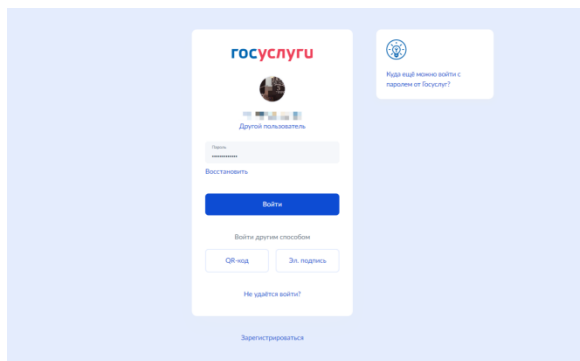 госуслуги
Другой пользователь
Пароль
Восстановить
Войти
Войти другим способом
QR-код
Эл. подпись
Не удаётся войти?
Зарегистрироваться
Куда ещё можно войти с
паролем от Госуслуг?